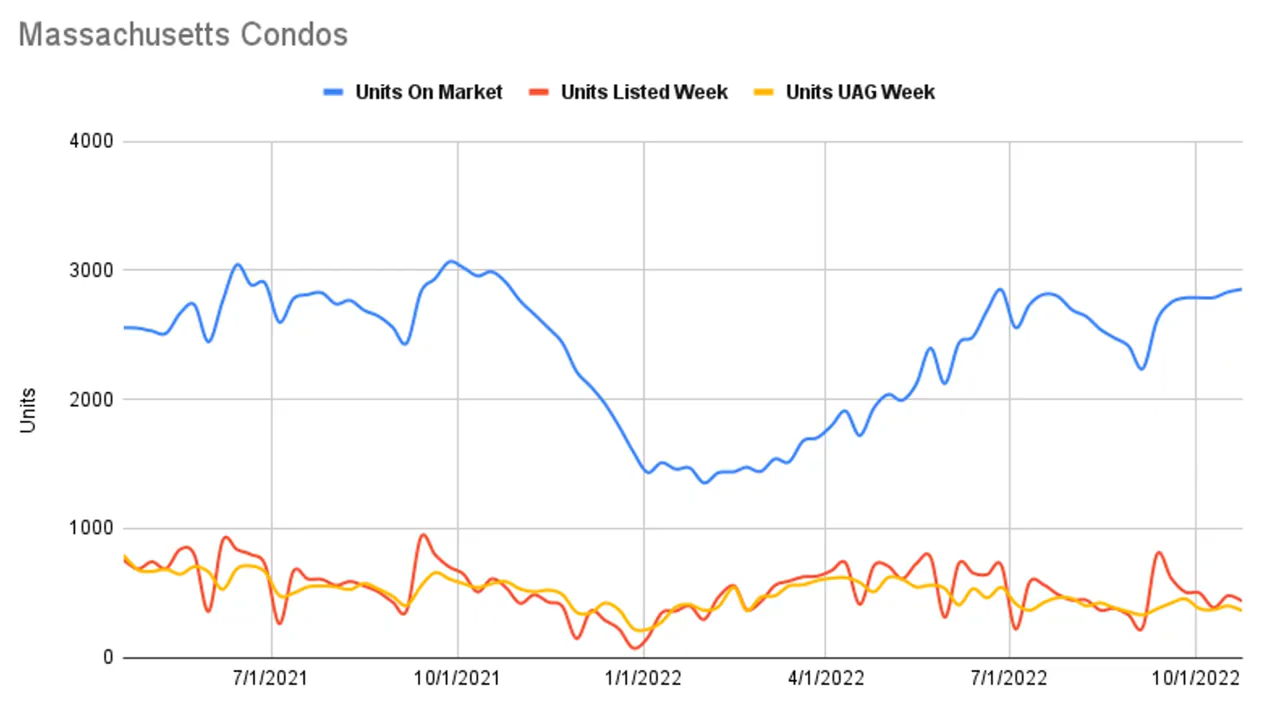 Massachusetts Condos
Units On Market Units Listed Week Units UAG Week
4000
3000
2000
1000
0
Units
7/1/2021 10/1/2021 1/1/2022 4/1/2022 7/1/2022 10/1/2022